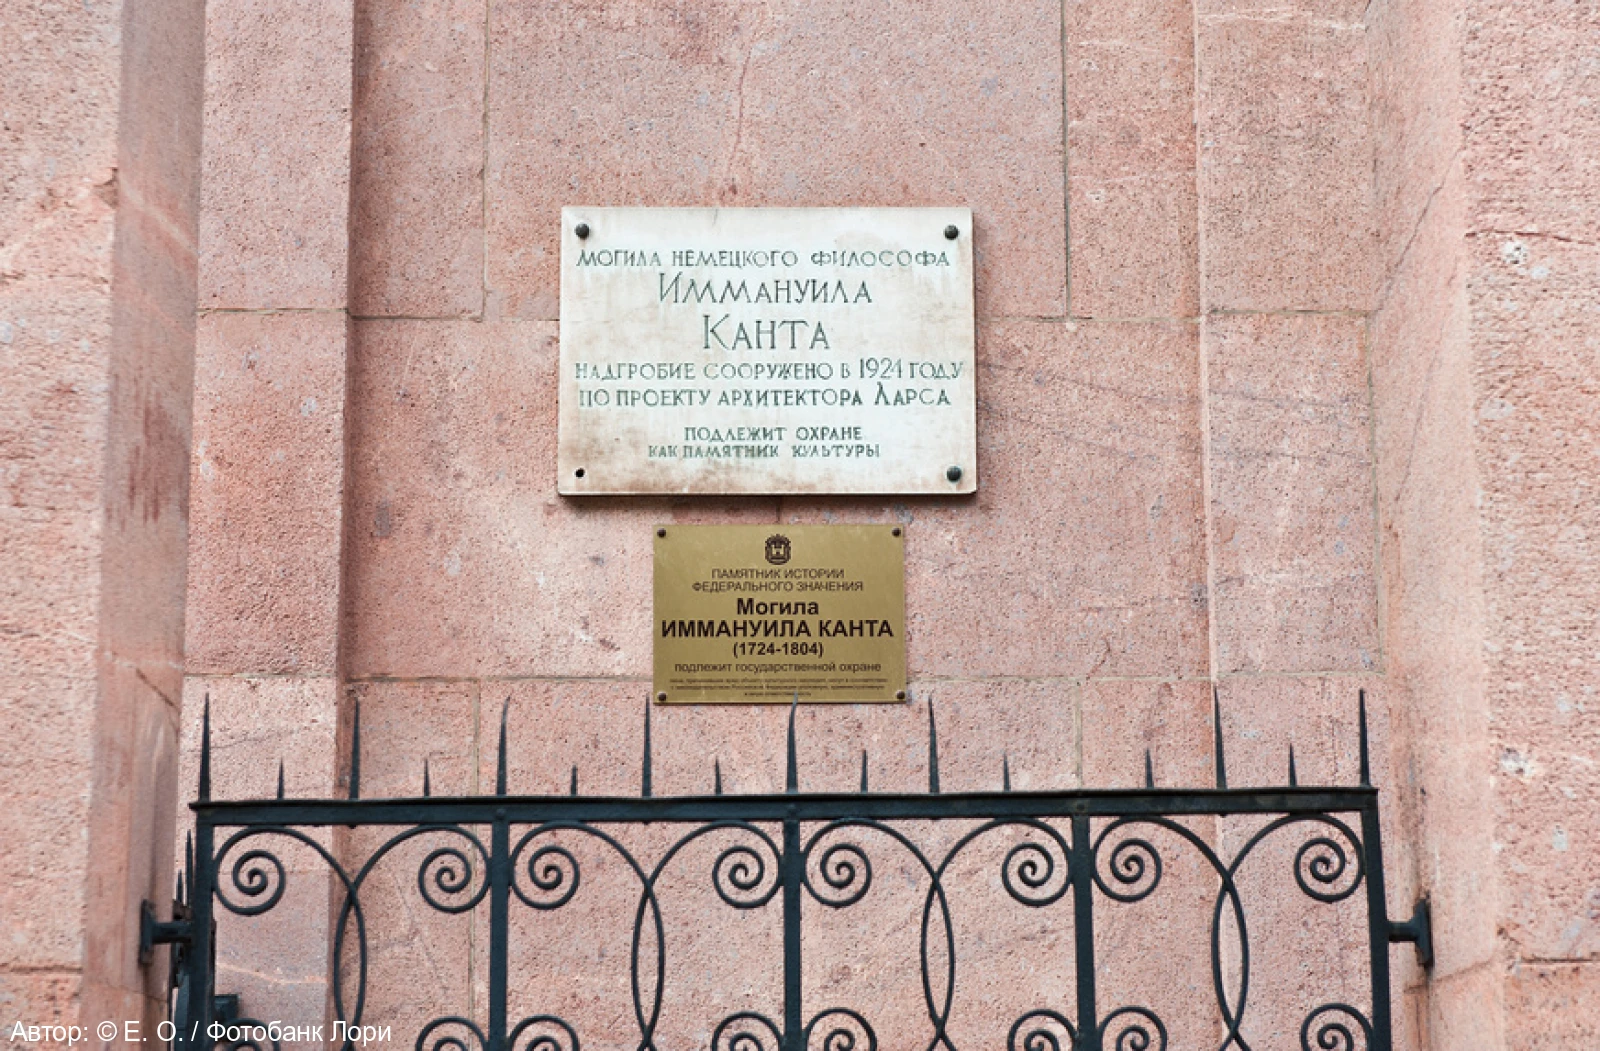 МОГИЛА НЕМЕЦКОГО ФИЛОСОФА
ИММАНУИЛА
КАНТА
НАДГРОБИЕ СООРУЖЕНО В 1924 ГОДУ
ПО ПРОЕКТУ АРХИТЕКТОРА ЛАРСА
ПОДЛЕЖИТ ОХРАНЕ
КАК ПАМЯТНИК КУЛЬТУРЫ
ПАМЯТНИК ИСТОРИИ
ФЕДЕРАЛЬНОГО ЗНАЧЕНИЯ
Могила
ИММАНУИЛА КАНТА
(1724-1804)
подлежит государственной охране
Автор: © Е. О. / Фотобанк Лори